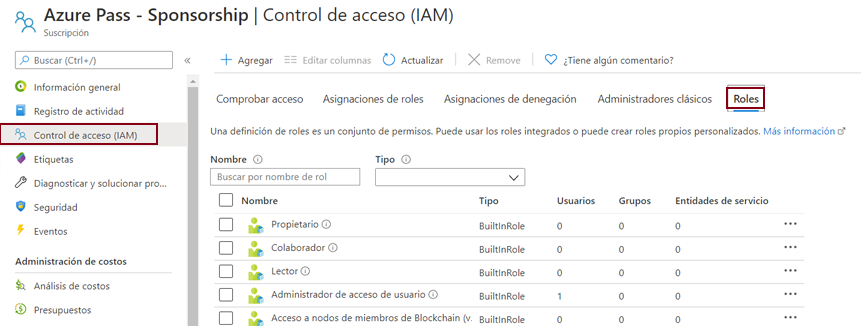 Azure Pass - Sponsorship | Control de acceso (IAM)
Suscripción
Buscar (Ctrl+/)
«
Agregar
Editar columnas
Actualizar
Remove
¿Tiene algún comentario?
Información general
Registro de actividad
Control de acceso (IAM)
Etiquetas
Diagnosticar y solucionar pro...
Seguridad
Eventos
Administración de costos
Análisis de costos
Presupuestos
Comprobar acceso
Asignaciones de roles
Asignaciones de denegación
Administradores clásicos
Roles
Una definición de roles es un conjunto de permisos. Puede usar los roles integrados o puede crear roles propios personalizados. Más información
Nombre
Tipo
Buscar por nombre de rol
Nombre Tipo Usuarios Grupos Entidades de servicio
Propietario BuiltInRole 0 0 0 ...
Colaborador BuiltInRole 0 0 0 ...
Lector BuiltInRole 0 0 0 ...
Administrador de acceso de usuario BuiltInRole 1 0 0 ...
Acceso a nodos de miembros de Blockchain (v. BuiltInRole 0 0 0 ...